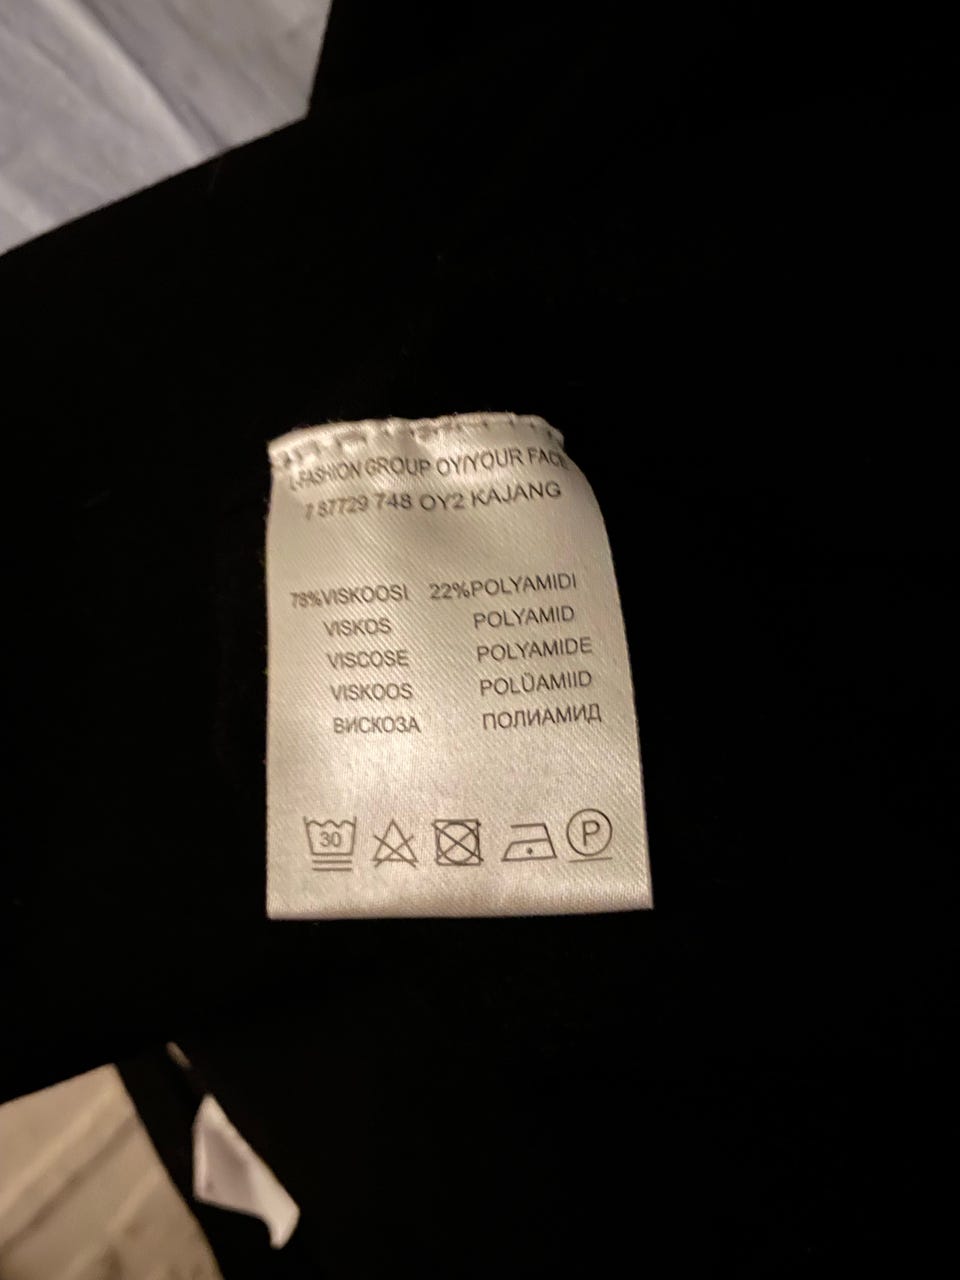 L-FASHION GROUP OY/YOUR FACE
7 87729 748 OY2 KAJANG
78%VISKOOSI 22%POLYAMIDI
VISKOS POLYAMID
VISCOSE POLYAMIDE
VISKOOS POLÜAMIID
ВИСКОЗА ПОЛИАМИД
30 P